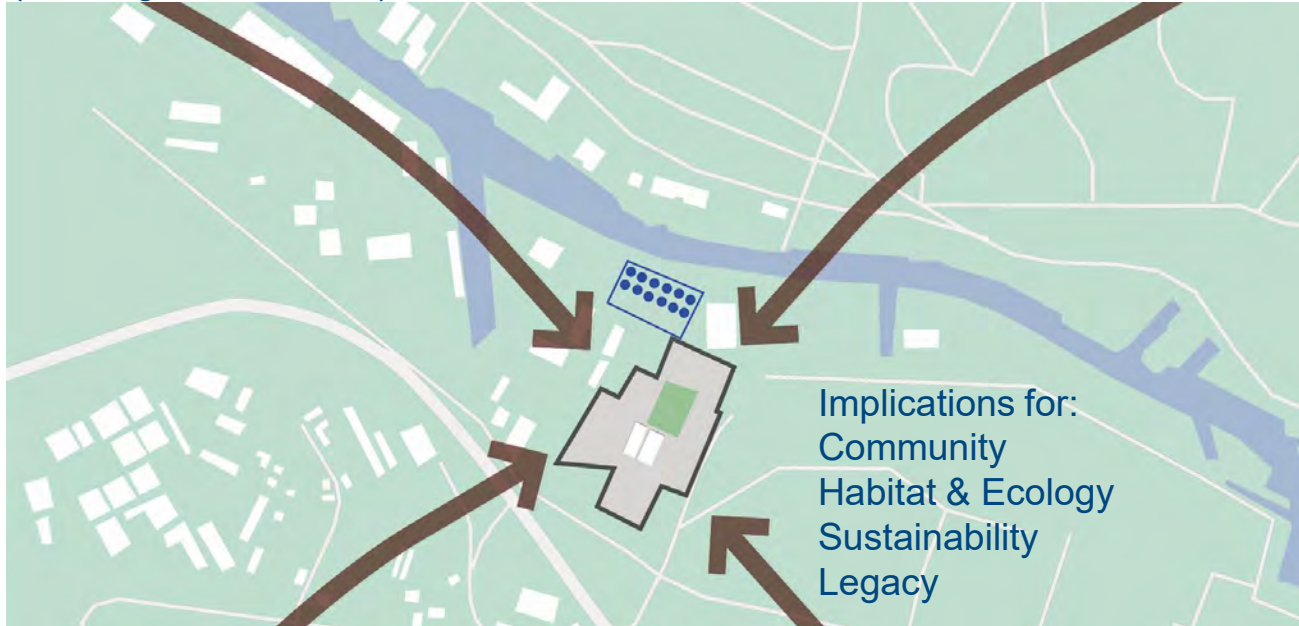 Implications for:
Community
Habitat & Ecology
Sustainability
Legacy